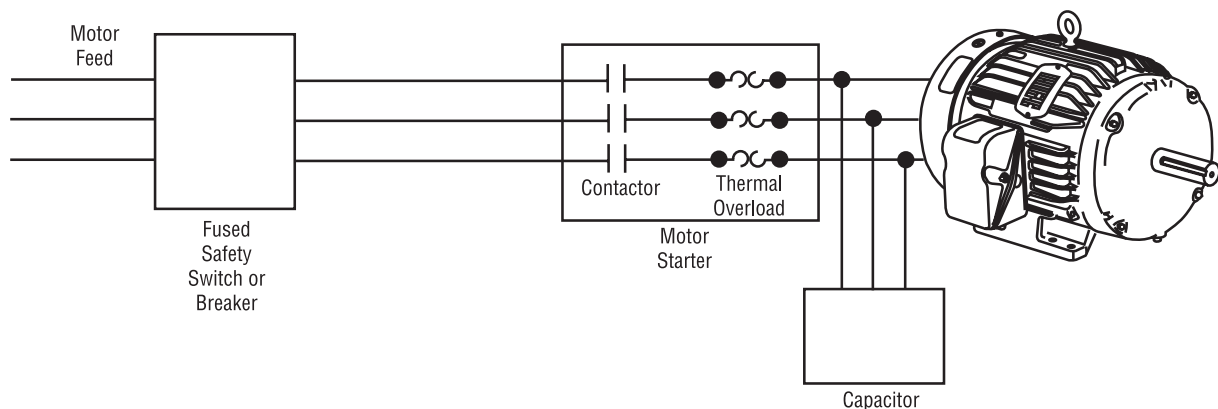 Motor
Feed
Fused
Safety
Switch or
Breaker
Contactor
Thermal
Overload
Motor
Starter
Capacitor